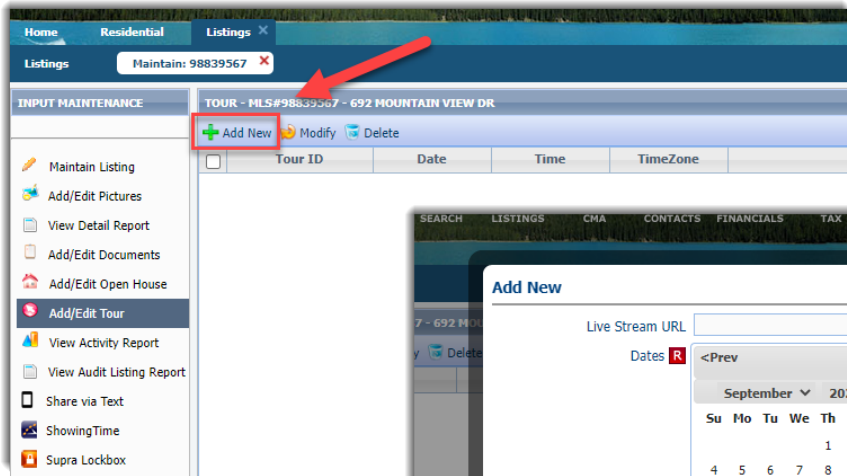 Home Residential Listings ×
Listings Maintain: 98839567 ×
INPUT MAINTENANCE
TOUR - MLS#98839567 - 692 MOUNTAIN VIEW DR
Add New Modify Delete
Tour ID Date Time TimeZone
Maintain Listing
Add/Edit Pictures
View Detail Report
Add/Edit Documents
Add/Edit Open House
Add/Edit Tour
View Activity Report
View Audit Listing Report
Share via Text
ShowingTime
Supra Lockbox
SEARCH LISTINGS CMA CONTACTS FINANCIALS TAX
Add New
7 - 692 MOU
Live Stream URL
y Delete
Dates R
<Prev
September
Su Mo Tu We Th
1
4 5 6 7 8